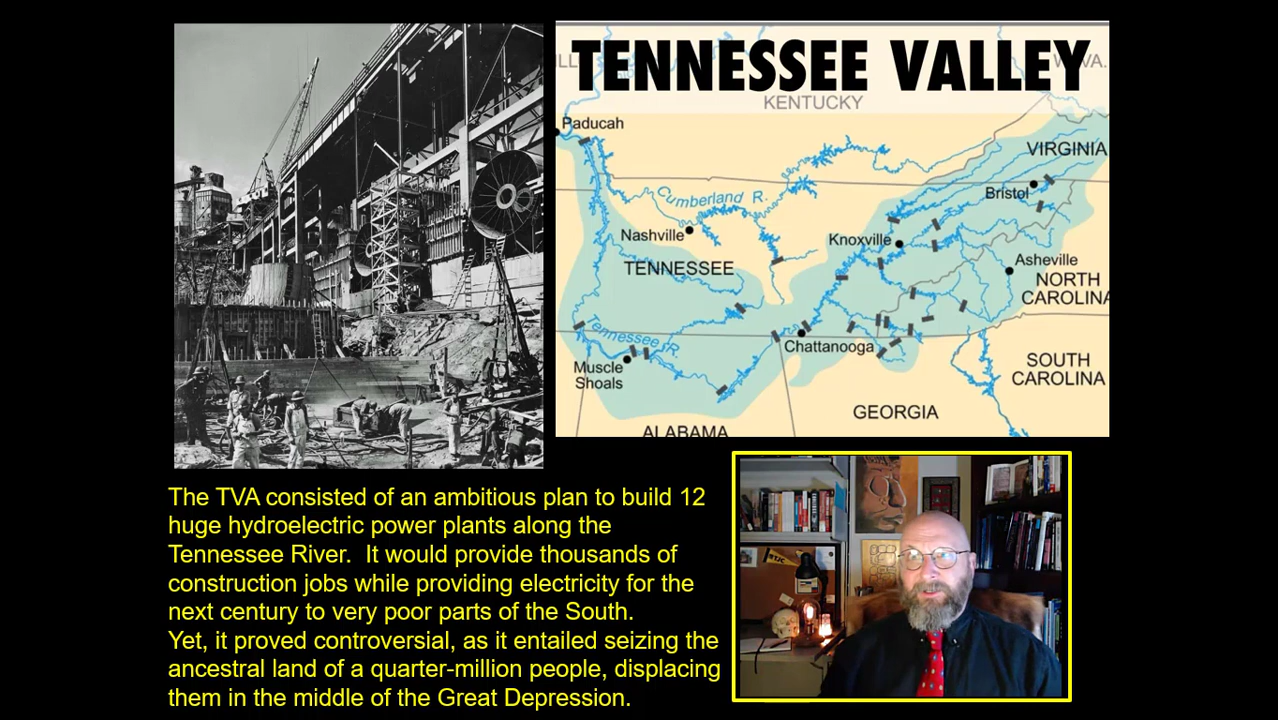 TENNESSEE VALLEY
W. VA.
KENTUCKY
Paducah
VIRGINIA
Bristol
Cumberland R.
Nashville
Knoxville
TENNESSEE
Asheville
NORTH
CAROLINA
Tennessee R.
Chattanooga
Muscle
Shoals
SOUTH
CAROLINA
GEORGIA
ALABAMA
The TVA consisted of an ambitious plan to build 12
huge hydroelectric power plants along the
Tennessee River.  It would provide thousands of
construction jobs while providing electricity for the
next century to very poor parts of the South.
Yet, it proved controversial, as it entailed seizing the
ancestral land of a quarter-million people, displacing
them in the middle of the Great Depression.